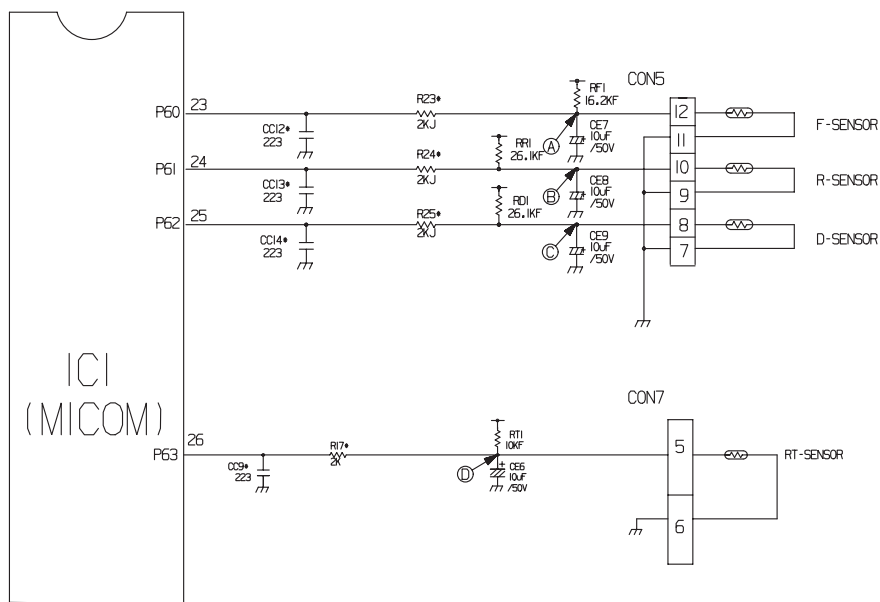 CON5
P60 23
R23*
2KJ
RF1
16.2KF
12
F-SENSOR
CC12*
223
A
CE7
10uF
/50V
11
RR1
26.1KF
P61 24
R24*
2KJ
10
R-SENSOR
CC13*
223
B
CE8
10uF
/50V
9
RD1
26.1KF
P62 25
R25*
2KJ
8
D-SENSOR
CC14*
223
C
CE9
10uF
/50V
7
IC1
(MICOM)
CON7
P63 26
R17*
2K
RT1
10KF
5
RT-SENSOR
CC9*
223
D
CE6
10uF
/50V
6